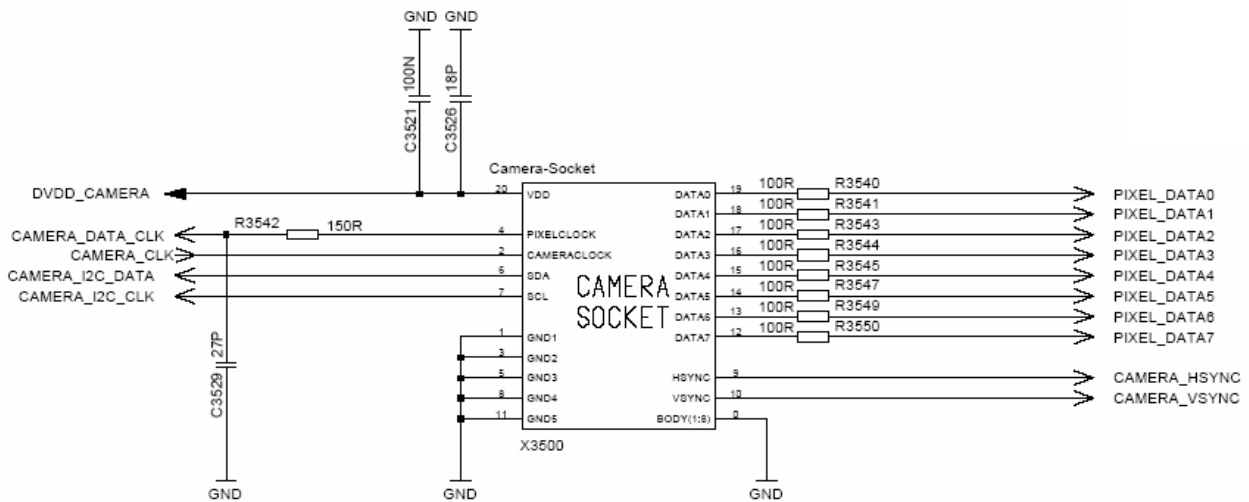 GND GND
C3521 100N
C3526 18P
Camera-Socket
DVDD_CAMERA 20 VDD DATA0 19 100R R3540 PIXEL_DATA0
DATA1 18 100R R3541 PIXEL_DATA1
CAMERA_DATA_CLK R3542 150R 4 PIXELCLOCK DATA2 17 100R R3543 PIXEL_DATA2
CAMERA_CLK 2 CAMERACLOCK DATA3 16 100R R3544 PIXEL_DATA3
CAMERA_I2C_DATA 6 SDA DATA4 15 100R R3545 PIXEL_DATA4
CAMERA_I2C_CLK 7 SCL DATA5 14 100R R3547 PIXEL_DATA5
CAMERA
SOCKET
DATA6 13 100R R3549 PIXEL_DATA6
1 GND1 DATA7 12 100R R3550 PIXEL_DATA7
3 GND2
C3529 27P
5 GND3 HSYNC 9 CAMERA_HSYNC
8 GND4 VSYNC 10 CAMERA_VSYNC
11 GND5 BODY(1:8) 0
X3500
GND GND GND